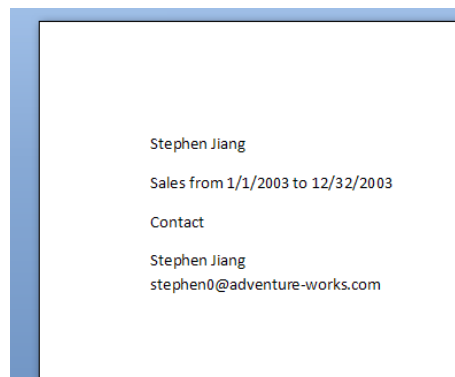 Stephen Jiang
Sales from 1/1/2003 to 12/32/2003
Contact
Stephen Jiang
stephen0@adventure-works.com